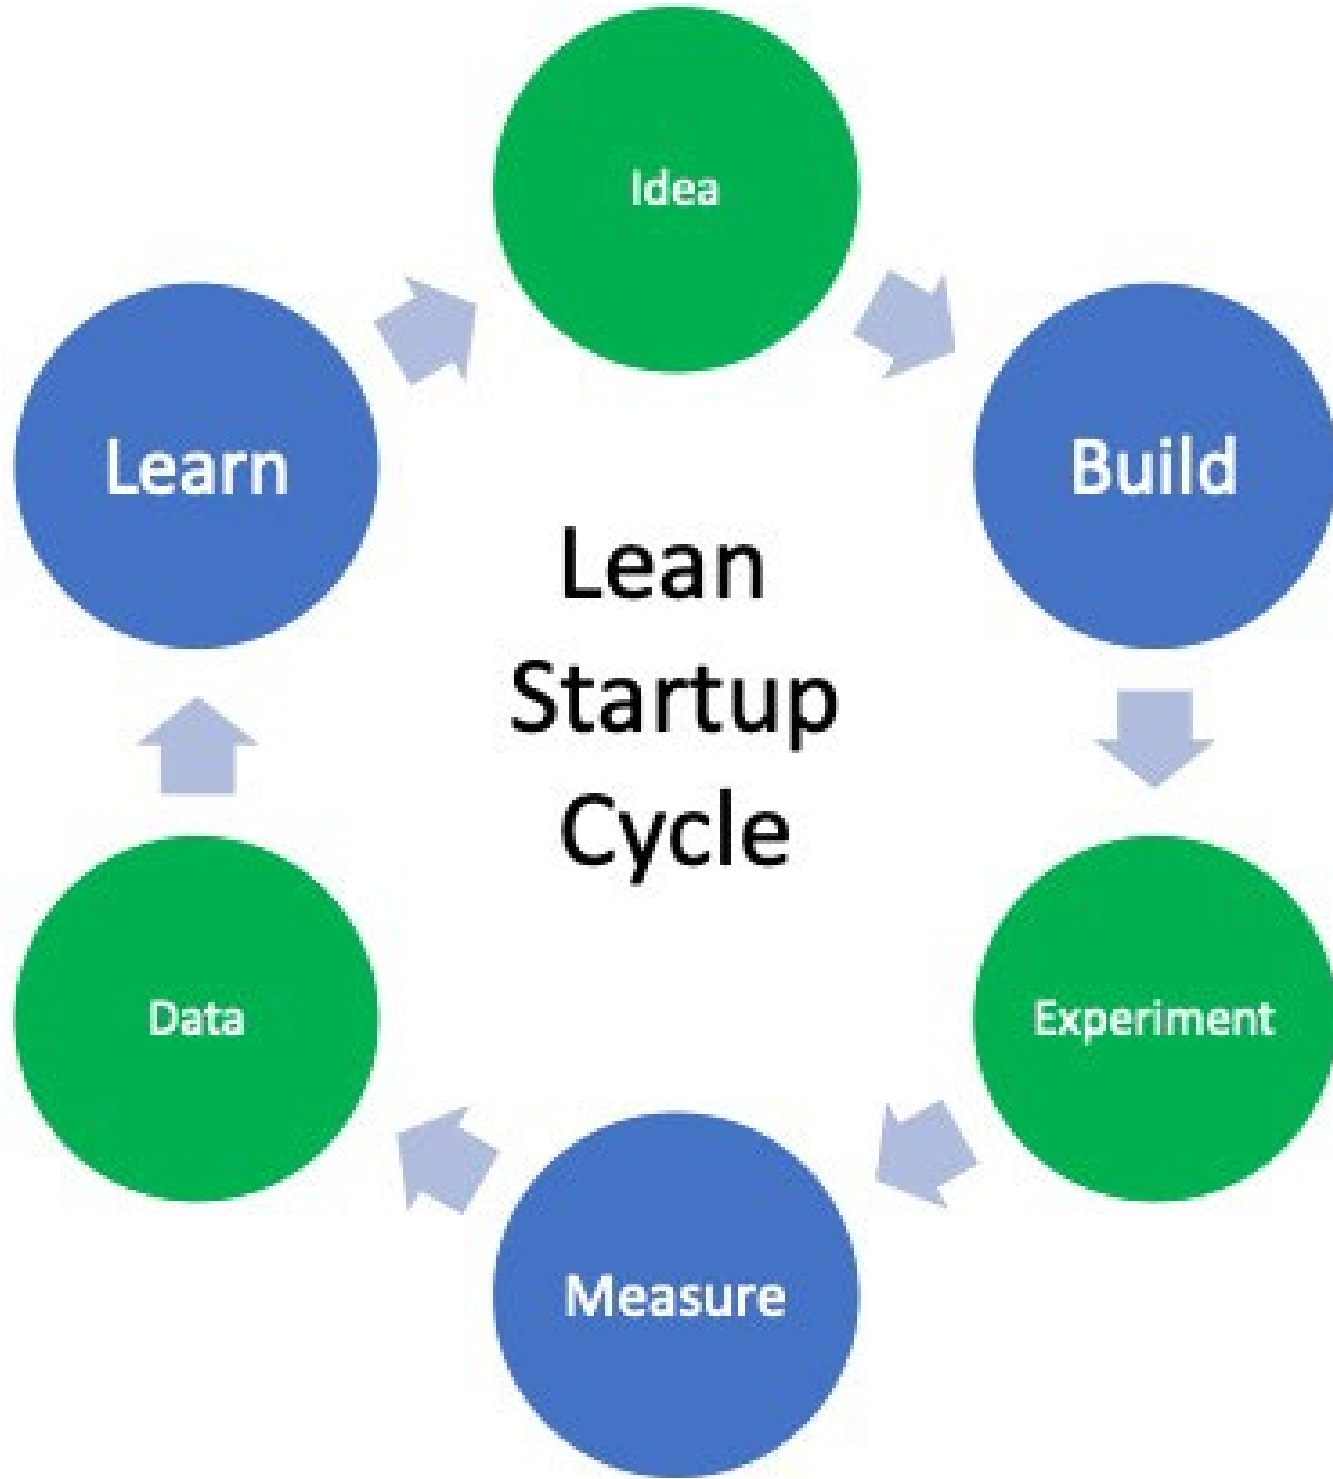 Idea
Learn
Build
Lean
Startup
Cycle
Data
Experiment
Measure